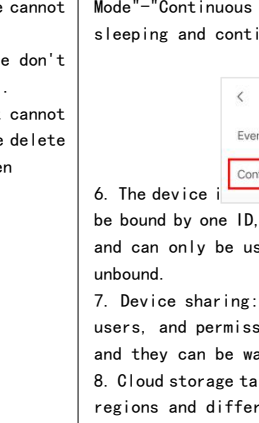 e cannot
e don't
.
cannot
e delete
en
Mode"-"Continuous
sleeping and conti
<
Ever
Cont
6. The device i
be bound by one ID,
and can only be us
unbound.
7. Device sharing:
users, and permiss
and they can be wa
8. Cloud storage ta
regions and differ